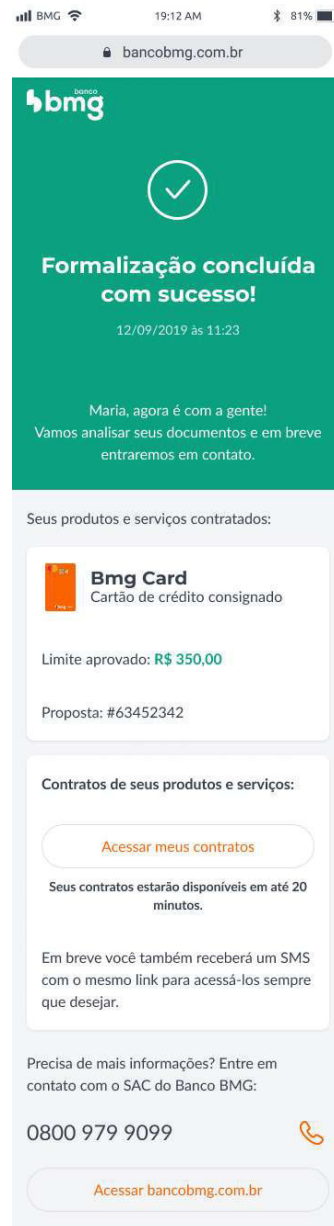 BMG 19:12 AM 81%
bancobmg.com.br
banco
bmg
Formalização concluída
com sucesso!
12/09/2019 às 11:23
Maria, agora é com a gente!
Vamos analisar seus documentos e em breve
entraremos em contato.
Seus produtos e serviços contratados:
Bmg Card
Cartão de crédito consignado
Limite aprovado: R$ 350,00
Proposta: #63452342
Contratos de seus produtos e serviços:
Acessar meus contratos
Seus contratos estarão disponíveis em até 20
minutos.
Em breve você também receberá um SMS
com o mesmo link para acessá-los sempre
que desejar.
Precisa de mais informações? Entre em
contato com o SAC do Banco BMG:
0800 979 9099
Acessar bancobmg.com.br